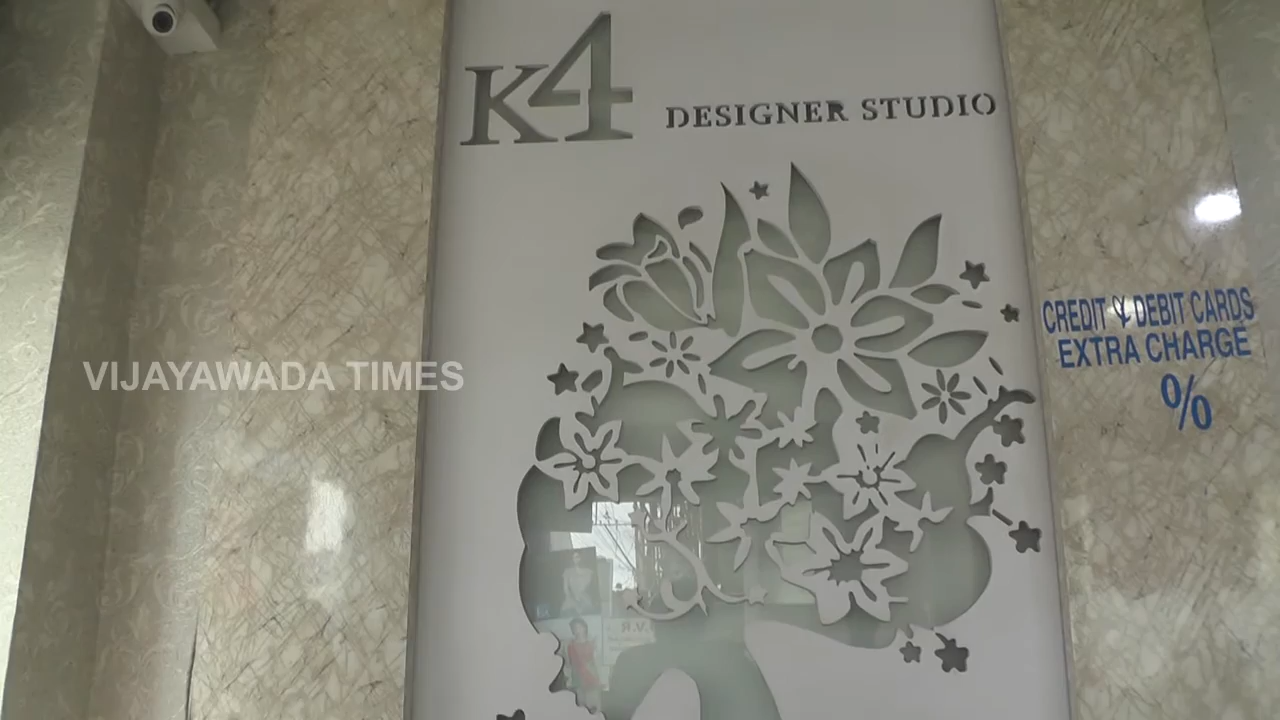 K4
DESIGNER STUDIO
CREDIT & DEBIT CARDS
EXTRA CHARGE
%
VIJAYAWADA TIMES